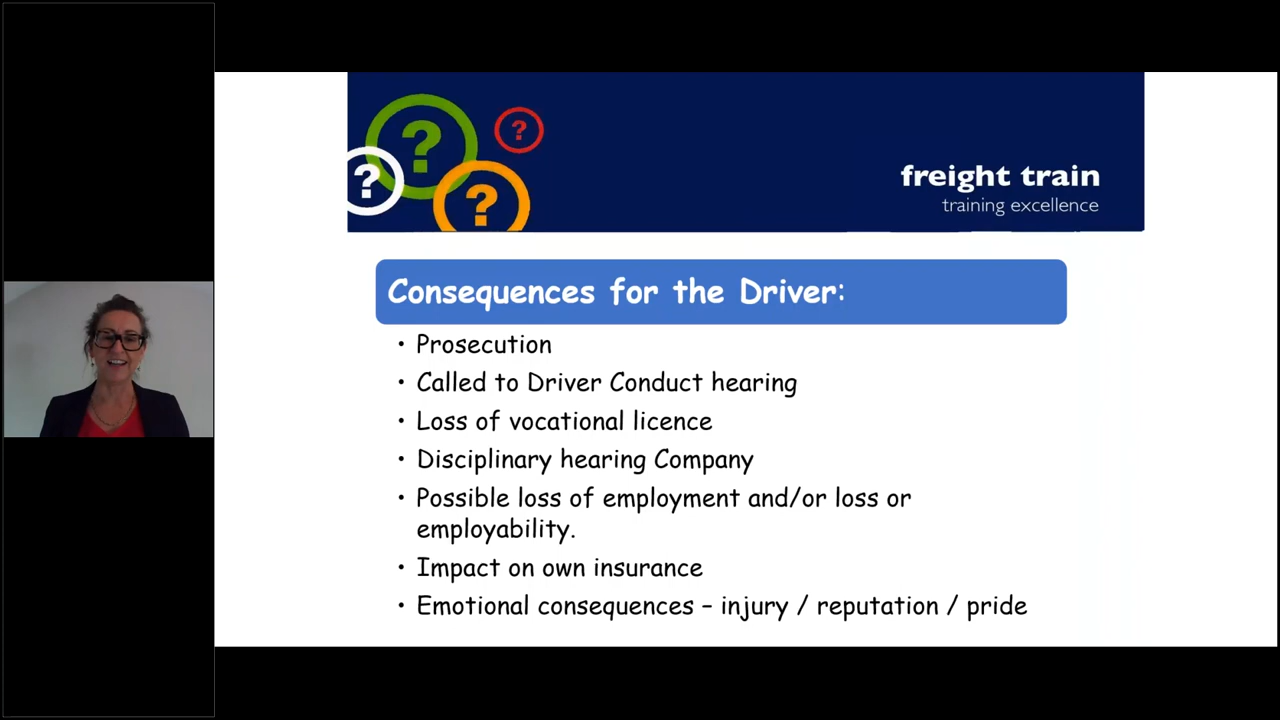 ?
?
?
?
freight train
training excellence
Consequences for the Driver:
• Prosecution
• Called to Driver Conduct hearing
• Loss of vocational licence
• Disciplinary hearing Company
• Possible loss of employment and/or loss or
employability.
• Impact on own insurance
• Emotional consequences – injury / reputation / pride